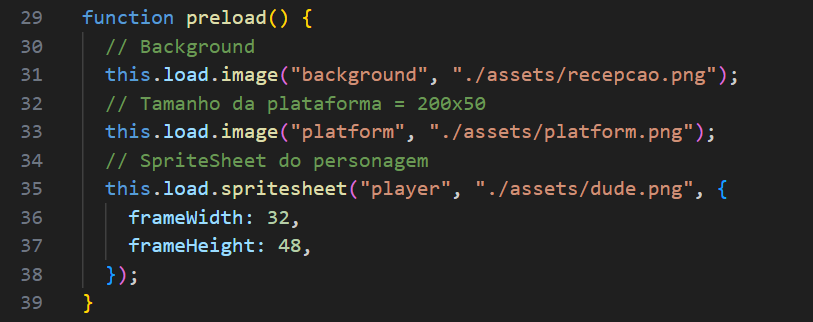 29 function preload() {
30 // Background
31 this.load.image("background", "./assets/recepcao.png");
32 // Tamanho da plataforma = 200x50
33 this.load.image("platform", "./assets/platform.png");
34 // SpriteSheet do personagem
35 this.load.spritesheet("player", "./assets/dude.png", {
36 frameWidth: 32,
37 frameHeight: 48,
38 });
39 }